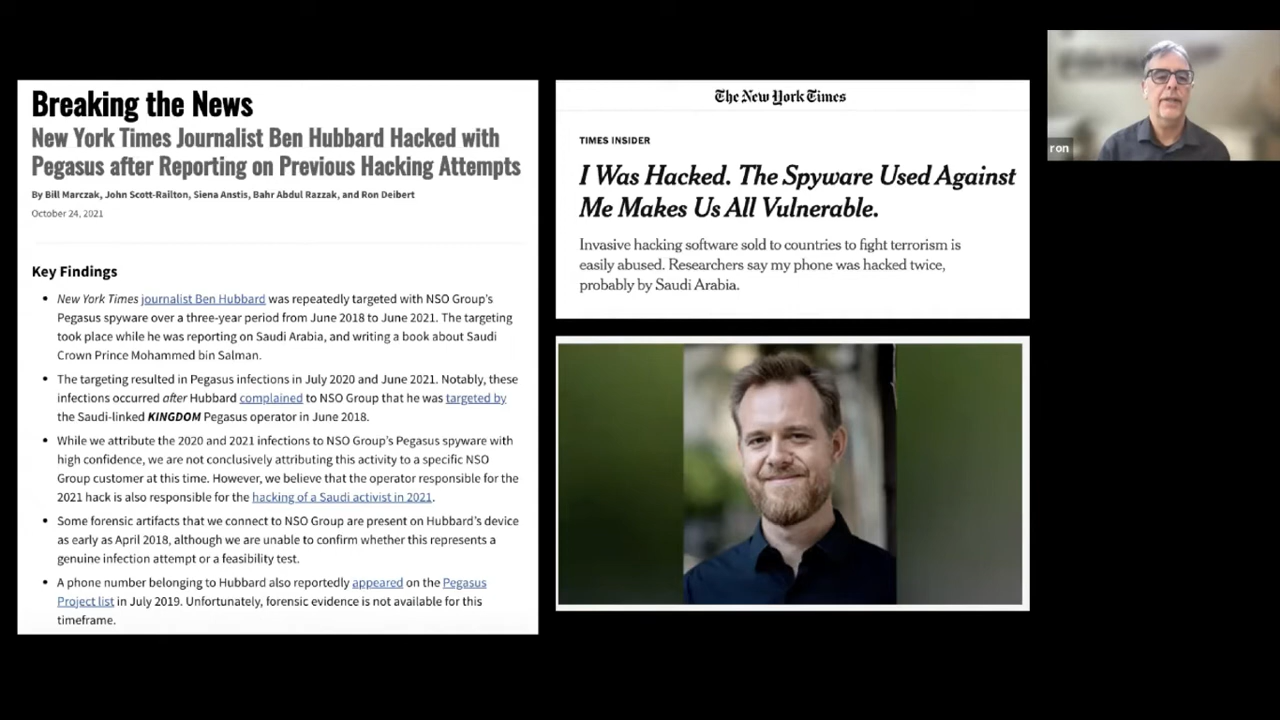 Breaking the News
New York Times Journalist Ben Hubbard Hacked with
Pegasus after Reporting on Previous Hacking Attempts
By Bill Marczak, John Scott-Railton, Siena Anstis, Bahr Abdul Razzak, and Ron Deibert
October 24, 2021
Key Findings
• New York Times journalist Ben Hubbard was repeatedly targeted with NSO Group's
Pegasus spyware over a three-year period from June 2018 to June 2021. The targeting
took place while he was reporting on Saudi Arabia, and writing a book about Saudi
Crown Prince Mohammed bin Salman.
• The targeting resulted in Pegasus infections in July 2020 and June 2021. Notably, these
infections occurred after Hubbard complained to NSO Group that he was targeted by
the Saudi-linked KINGDOM Pegasus operator in June 2018.
• While we attribute the 2020 and 2021 infections to NSO Group's Pegasus spyware with
high confidence, we are not conclusively attributing this activity to a specific NSO
Group customer at this time. However, we believe that the operator responsible for the
2021 hack is also responsible for the hacking of a Saudi activist in 2021.
• Some forensic artifacts that we connect to NSO Group are present on Hubbard's device
as early as April 2018, although we are unable to confirm whether this represents a
genuine infection attempt or a feasibility test.
• A phone number belonging to Hubbard also reportedly appeared on the Pegasus
Project list in July 2019. Unfortunately, forensic evidence is not available for this
timeframe.
The New York Times
TIMES INSIDER
I Was Hacked. The Spyware Used Against
Me Makes Us All Vulnerable.
Invasive hacking software sold to countries to fight terrorism is
easily abused. Researchers say my phone was hacked twice,
probably by Saudi Arabia.
ron